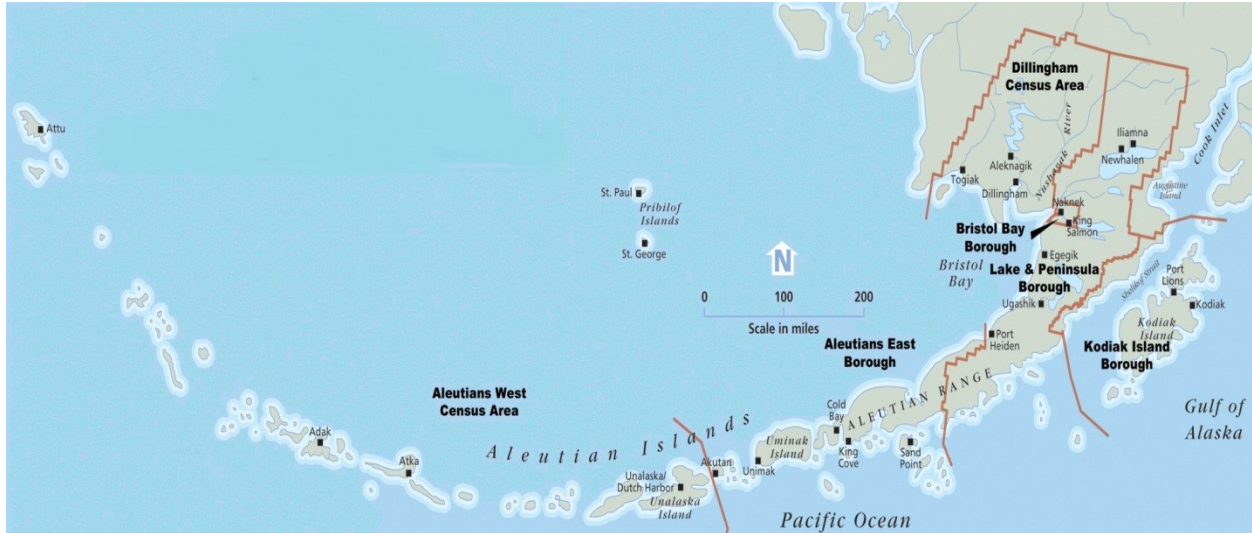 Dillingham
Census Area
Nushagak River
Iliamna
Newhalen
Cook Inlet
Attu
Aleknagik
Togiak
Dillingham
Augustine
Island
St. Paul
Pribilof
Islands
Naknek
King
Salmon
Bristol Bay
Borough
St. George
N
Bristol
Bay
Egegik
Lake & Peninsula
Borough
Shelikof Strait
Port
Lions
Kodiak
Ugashik
Kodiak
Island
0 100 200
Scale in miles
Port
Heiden
Aleutians East
Borough
Kodiak Island
Borough
Aleutians West
Census Area
ALEUTIAN RANGE
Gulf of
Alaska
Cold
Bay
Aleutian Islands
Adak
Uminak
Island
King
Cove
Sand
Point
Atka
Akutan
Unimak
Unalaska/
Dutch Harbor
Unalaska
Island
Pacific Ocean